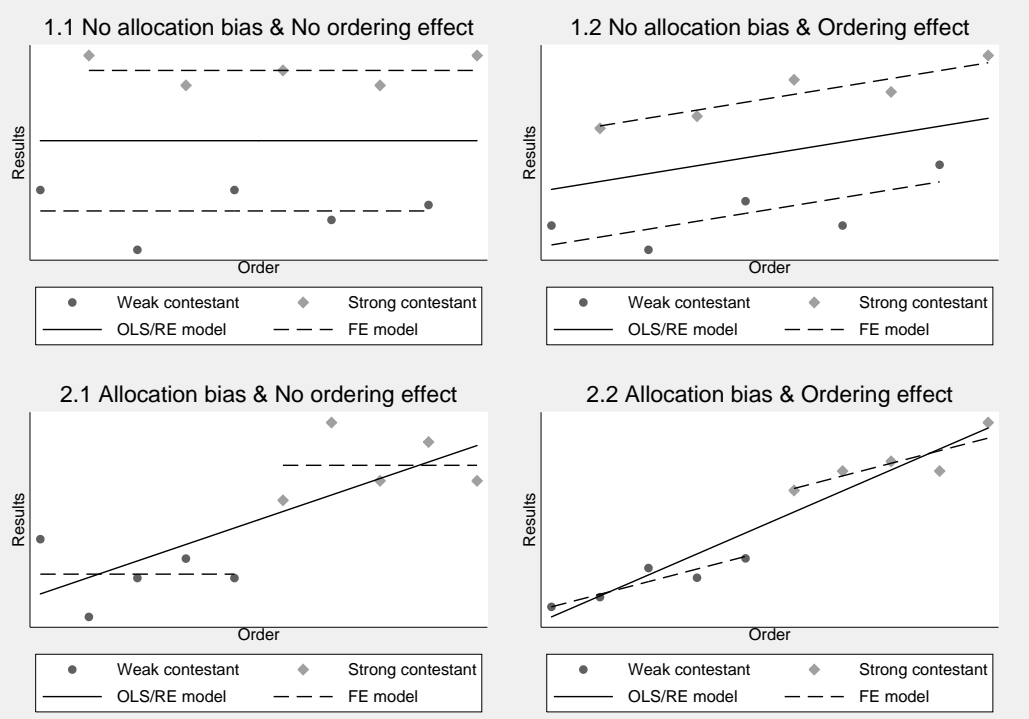 1.1 No allocation bias & No ordering effect
Results
Order
Weak contestant
Strong contestant
OLS/RE model
FE model
1.2 No allocation bias & Ordering effect
Results
Order
Weak contestant
Strong contestant
OLS/RE model
FE model
2.1 Allocation bias & No ordering effect
Results
Order
Weak contestant
Strong contestant
OLS/RE model
FE model
2.2 Allocation bias & Ordering effect
Results
Order
Weak contestant
Strong contestant
OLS/RE model
FE model